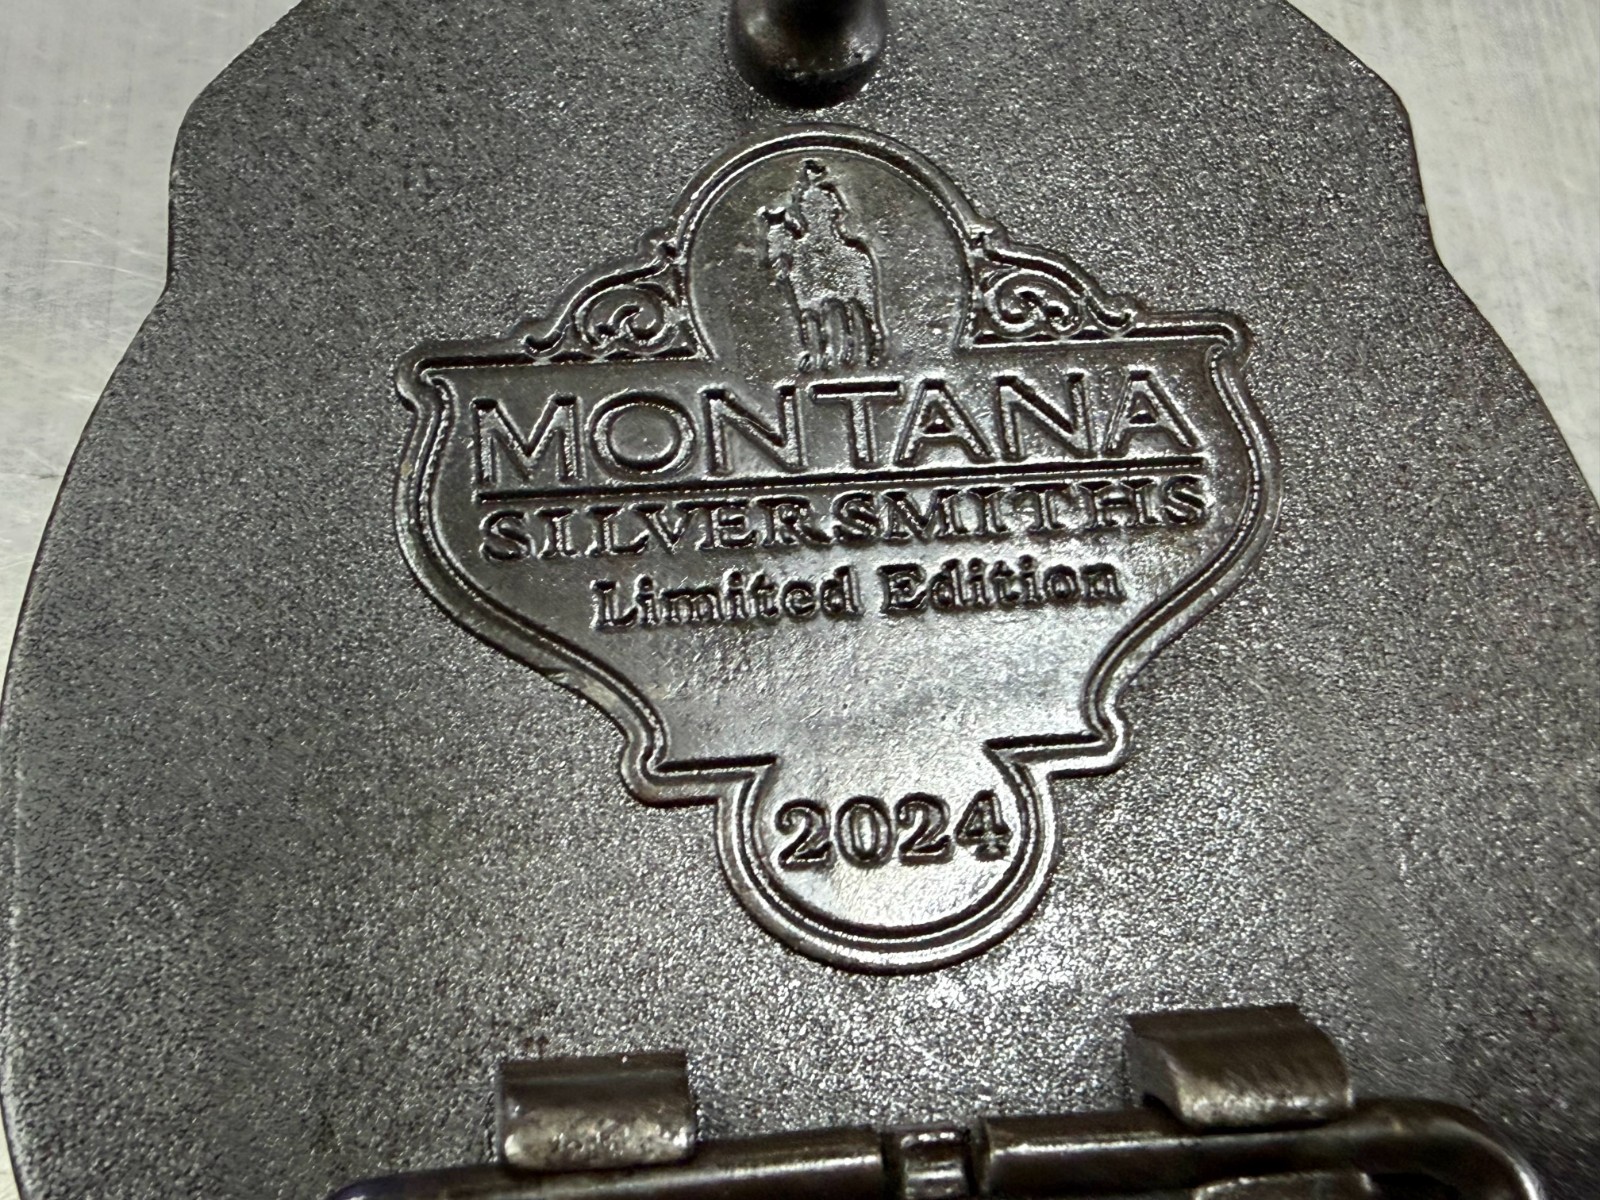 MONTANA
SILVERSMITHS
Limited Edition
2024